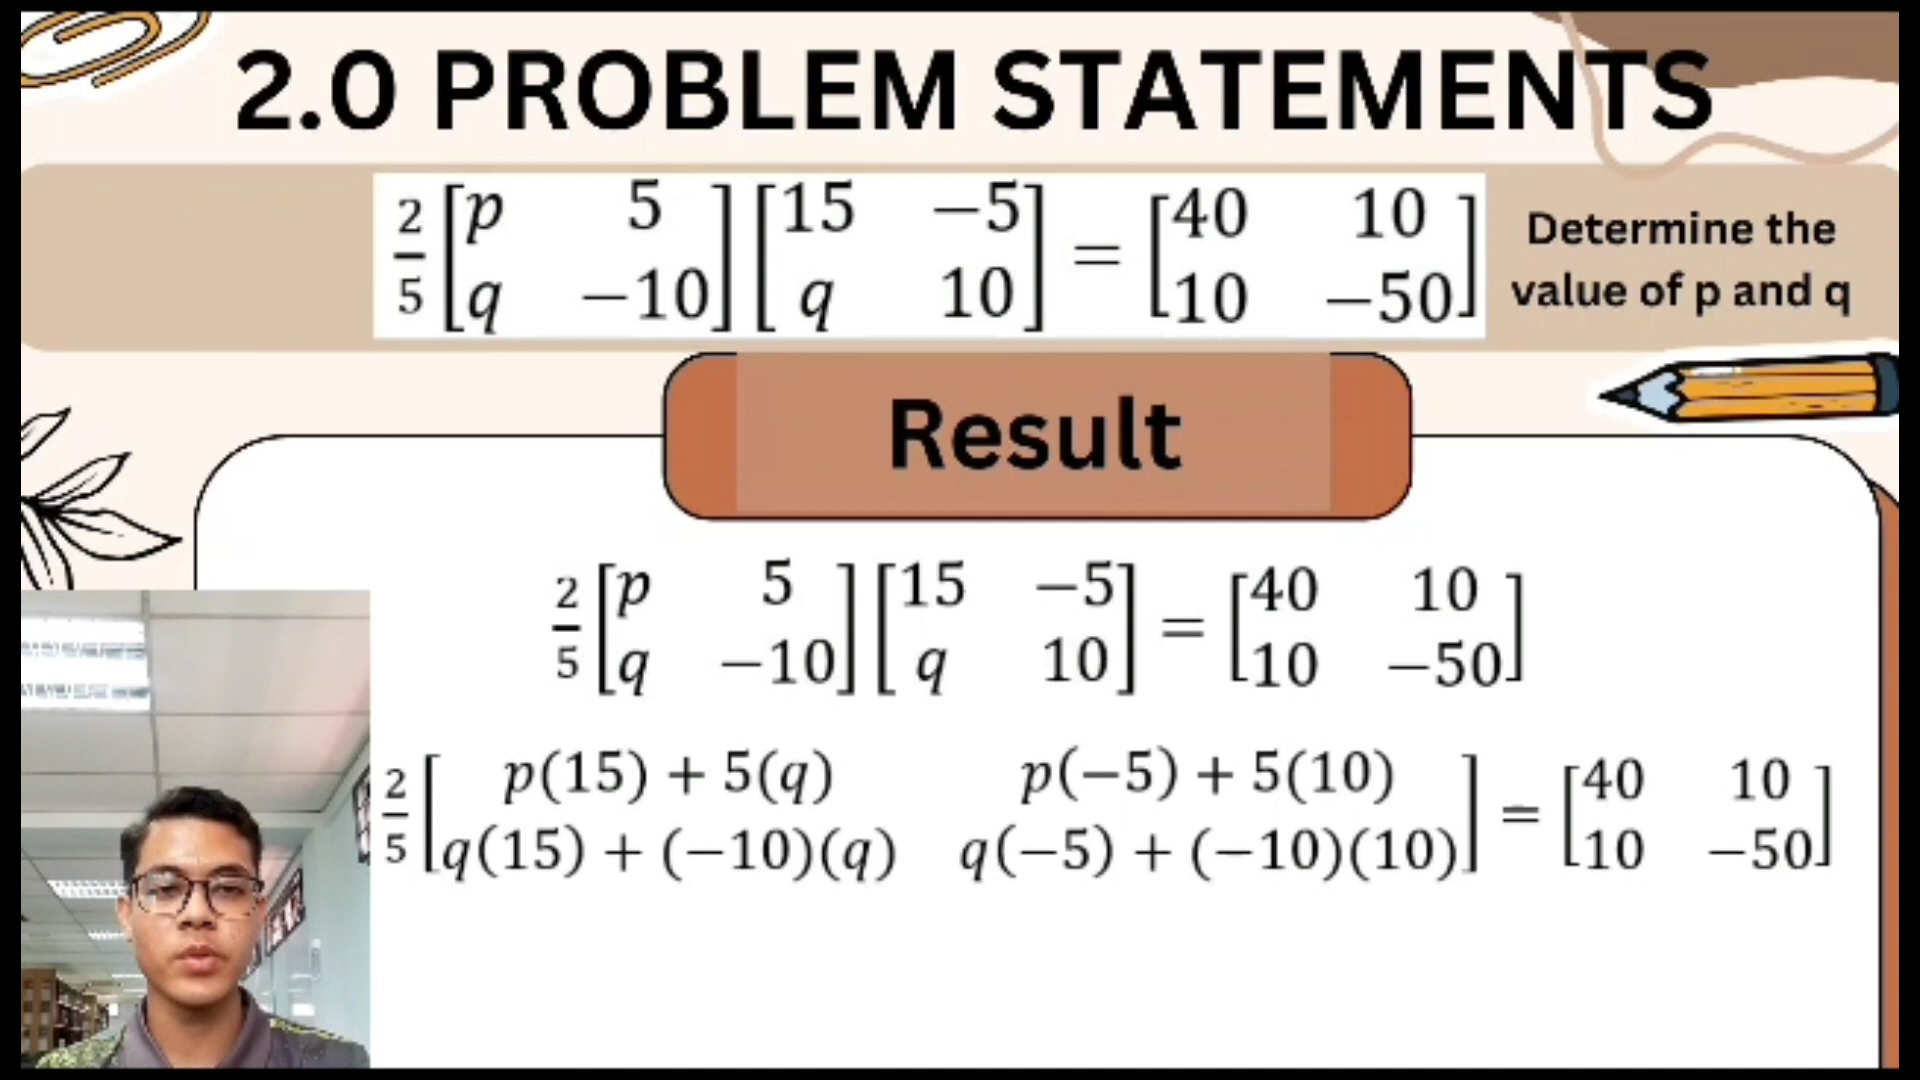 2.0 PROBLEM STATEMENTS
2/5 [p 5; q −10] [15 −5; q 10] = [40 10; 10 −50]
Determine the
value of p and q
Result
2/5 [p 5; q −10] [15 −5; q 10] = [40 10; 10 −50]
2/5 [p(15) + 5(q) p(−5) + 5(10); q(15) + (−10)(q) q(−5) + (−10)(10)] = [40 10; 10 −50]